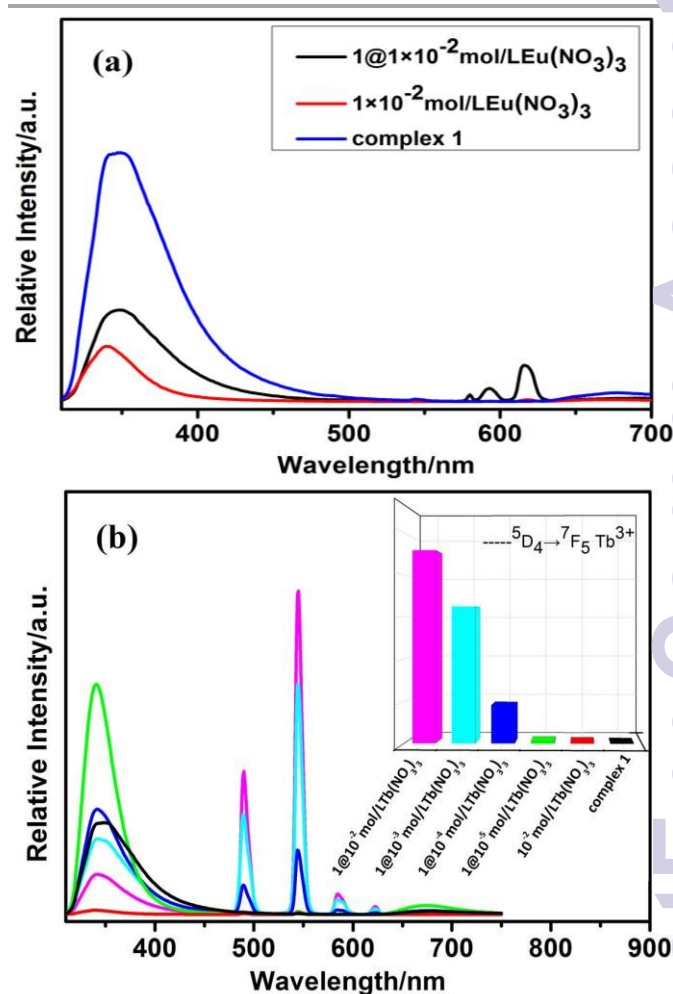 (a)
1@1×10⁻²mol/LEu(NO₃)₃
1×10⁻²mol/LEu(NO₃)₃
complex 1
Relative Intensity/a.u.
400 500 600 700
Wavelength/nm
(b)
-----⁵D₄→⁷F₅ Tb³⁺
1@10⁻² mol/LTb(NO₃)₃
1@10⁻³ mol/LTb(NO₃)₃
1@10⁻⁴ mol/LTb(NO₃)₃
1@10⁻⁵ mol/LTb(NO₃)₃
10⁻² mol/LTb(NO₃)₃
complex 1
Relative Intensity/a.u.
400 500 600 700 800 900
Wavelength/nm